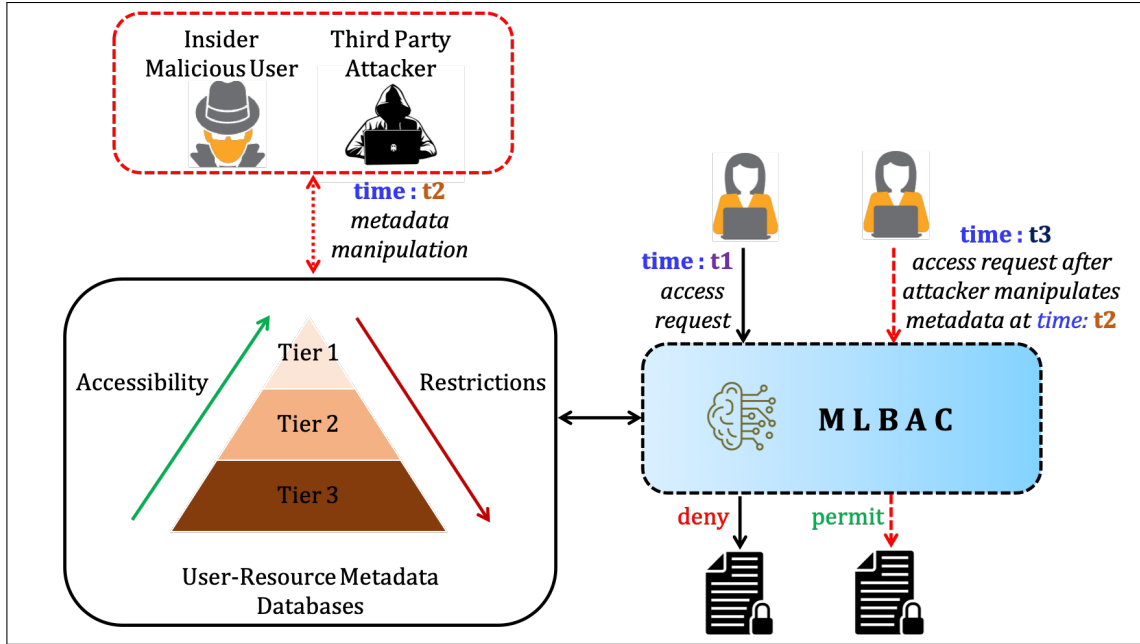 Insider
Malicious User
Third Party
Attacker
time : t2
metadata
manipulation
time : t1
access
request
time : t3
access request after
attacker manipulates
metadata at time: t2
Accessibility
Tier 1
Tier 2
Tier 3
Restrictions
User-Resource Metadata
Databases
M L B A C
deny
permit